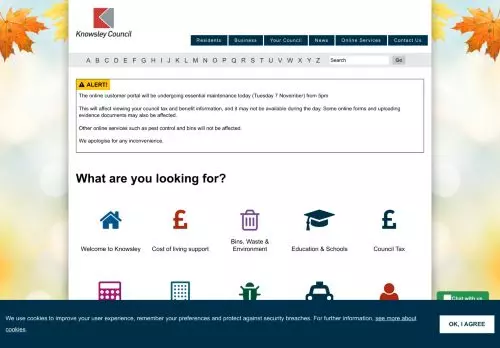 Knowsley Council
Residents Business Your Council News Online Services Contact Us
A B C D E F G H I J K L M N O P Q R S T U V W X Y Z Search Go
ALERT!
The online customer portal will be undergoing essential maintenance today (Tuesday 7 November) from 5pm
This will affect viewing your council tax and benefit information, and it may not be available during the day. Some online forms and uploading
evidence documents may also be affected.
Other online services such as pest control and bins will not be affected.
We apologise for any inconvenience.
What are you looking for?
Welcome to Knowsley Cost of living support Bins, Waste & Environment Education & Schools Council Tax
Chat with us
We use cookies to improve your user experience, remember your preferences and protect against security breaches. For further information, see more about
cookies.
OK, I AGREE